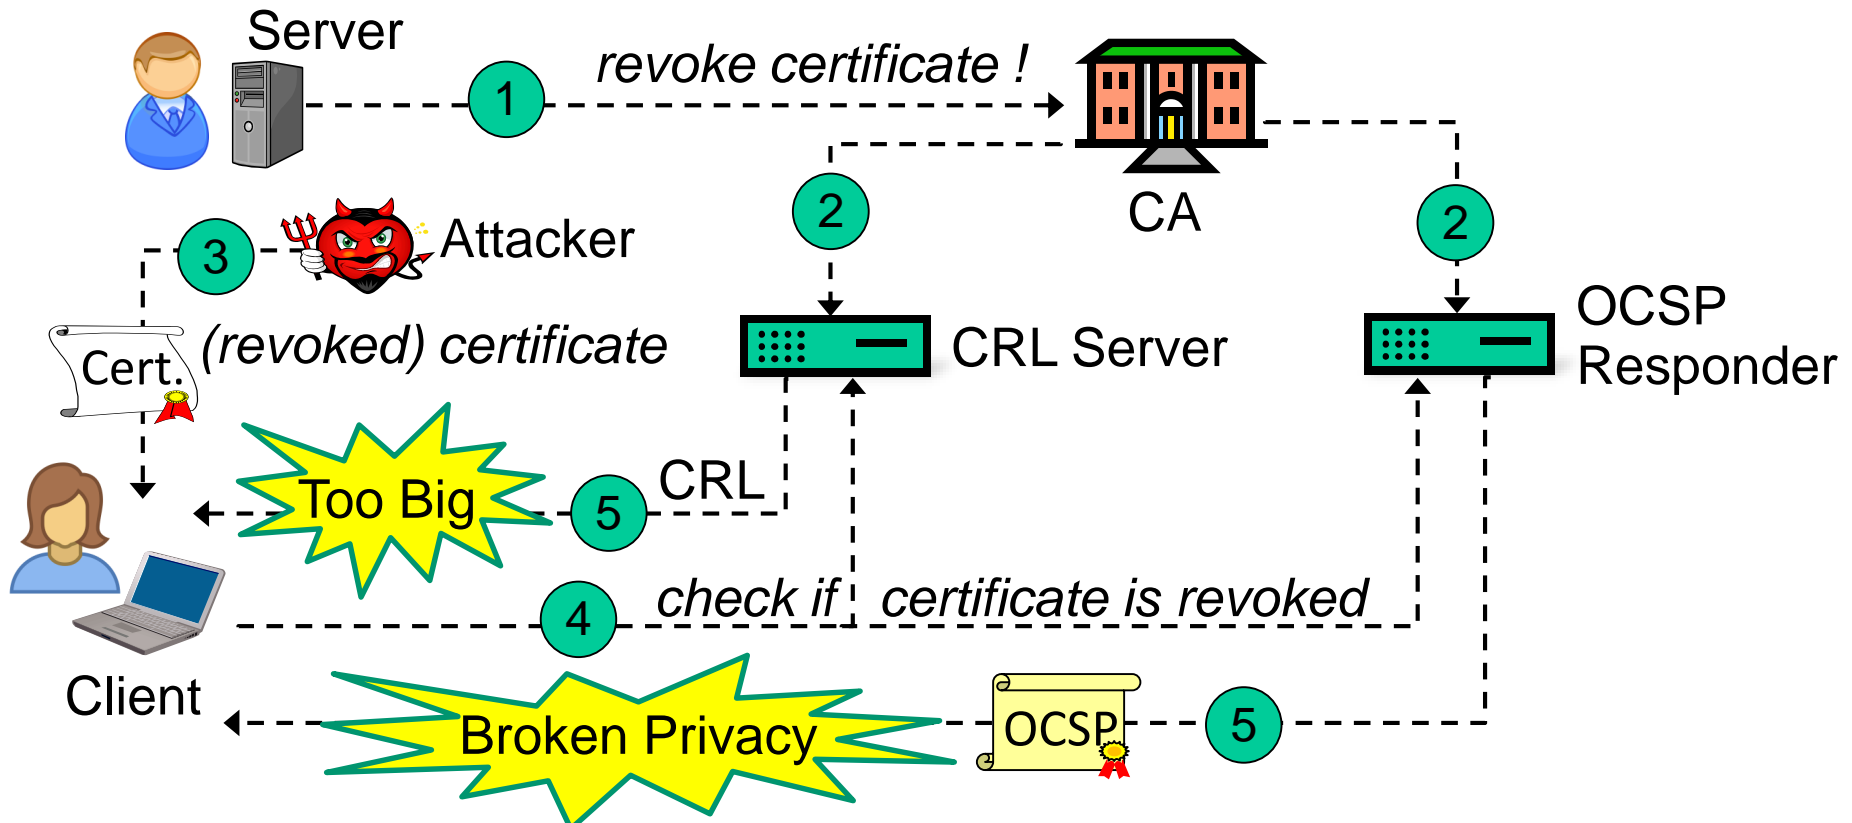 Server
1
revoke certificate !
CA
2
2
3
Attacker
Cert.
(revoked) certificate
CRL Server
OCSP
Responder
Too Big
5
CRL
4
check if certificate is revoked
Client
Broken Privacy
OCSP
5